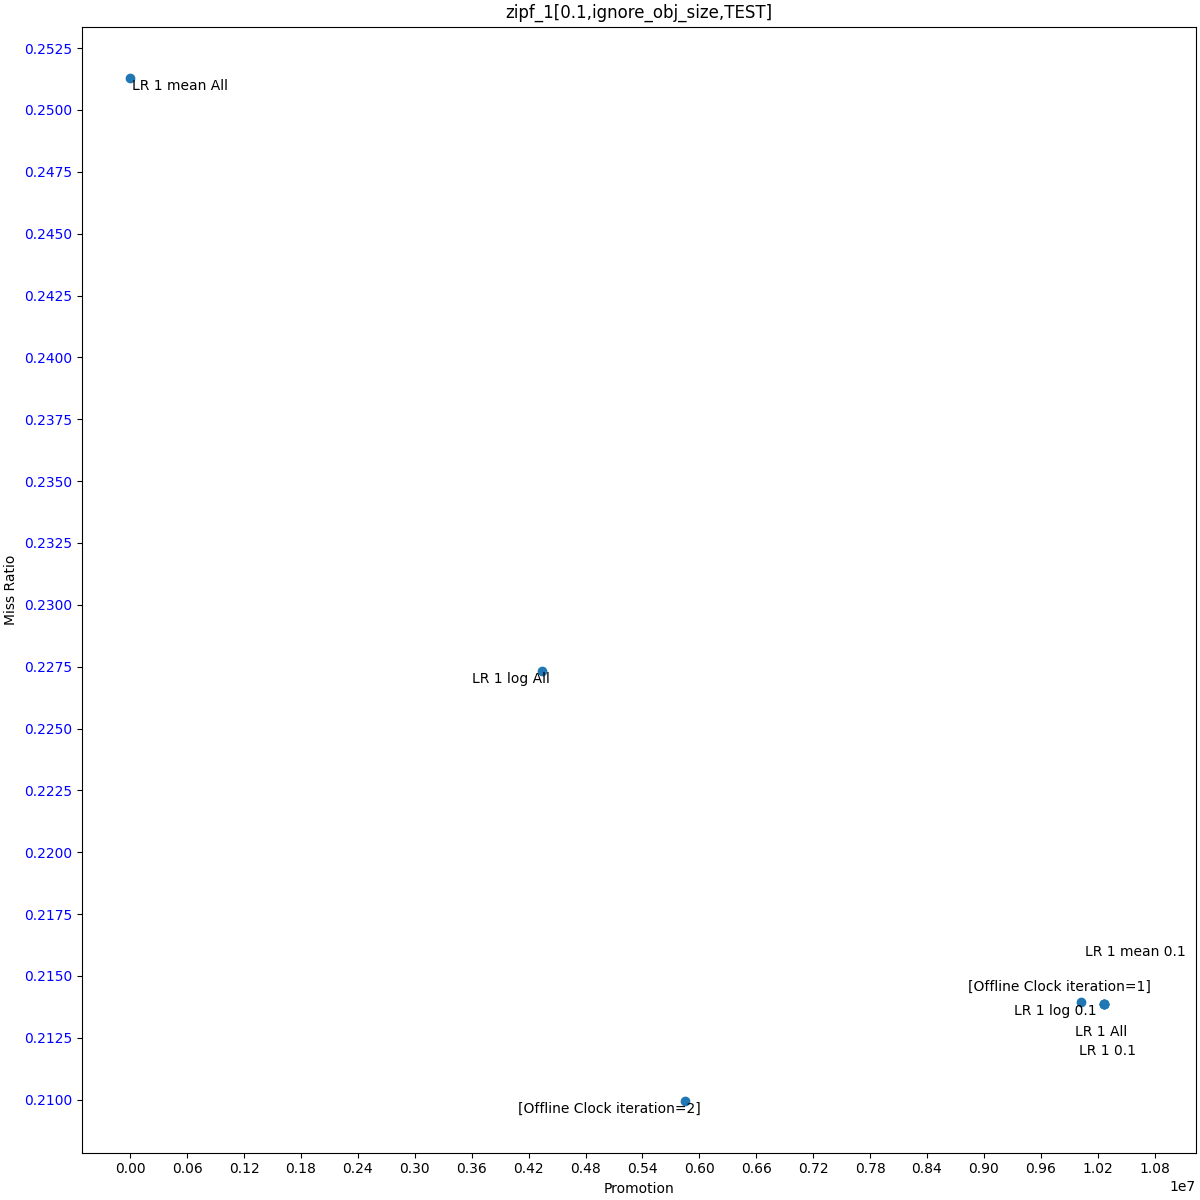 zipf_1[0.1,ignore_obj_size,TEST]
0.2525
LR 1 mean All
0.2500
0.2475
0.2450
0.2425
0.2400
0.2375
0.2350
0.2325
0.2300
Miss Ratio
0.2275
LR 1 log All
0.2250
0.2225
0.2200
0.2175
LR 1 mean 0.1
0.2150
[Offline Clock iteration=1]
LR 1 log 0.1
0.2125
LR 1 All
LR 1 0.1
0.2100
[Offline Clock iteration=2]
0.00 0.06 0.12 0.18 0.24 0.30 0.36 0.42 0.48 0.54 0.60 0.66 0.72 0.78 0.84 0.90 0.96 1.02 1.08
Promotion
1e7